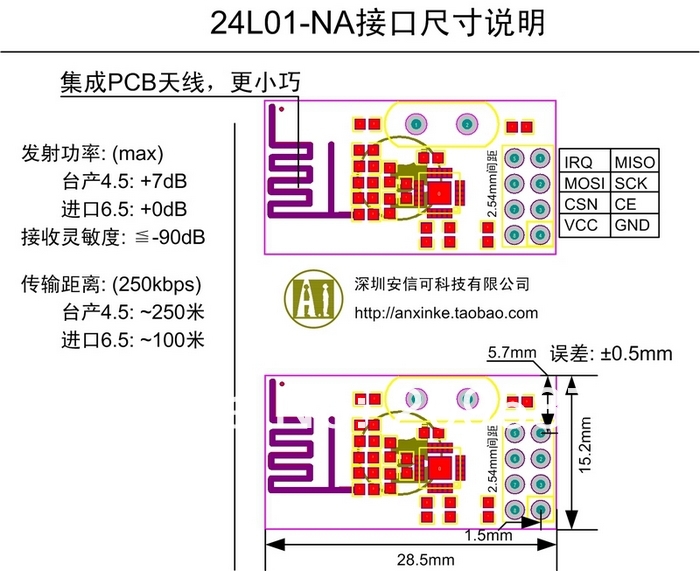 24L01-NA接口尺寸说明
集成PCB天线，更小巧
发射功率: (max)
台产4.5: +7dB
进口6.5: +0dB
接收灵敏度: ≦-90dB
传输距离: (250kbps)
台产4.5: ~250米
进口6.5: ~100米
2.54mm间距
IRQ MISO
MOSI SCK
CSN CE
VCC GND
A.i
深圳安信可科技有限公司
http://anxinke.taobao.com
5.7mm
误差: ±0.5mm
2.54mm间距
15.2mm
1.5mm
28.5mm